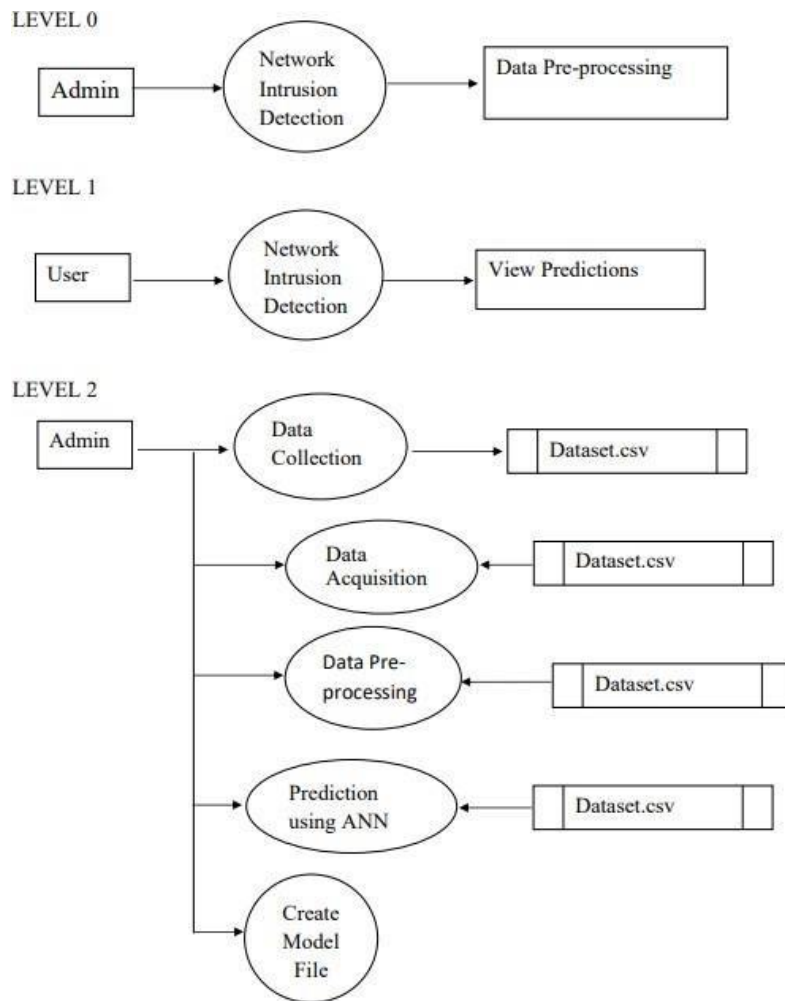 LEVEL 0
Admin
Network
Intrusion
Detection
Data Pre-processing
LEVEL 1
User
Network
Intrusion
Detection
View Predictions
LEVEL 2
Admin
Data
Collection
Dataset.csv
Data
Acquisition
Dataset.csv
Data Pre-
processing
Dataset.csv
Prediction
using ANN
Dataset.csv
Create
Model
File